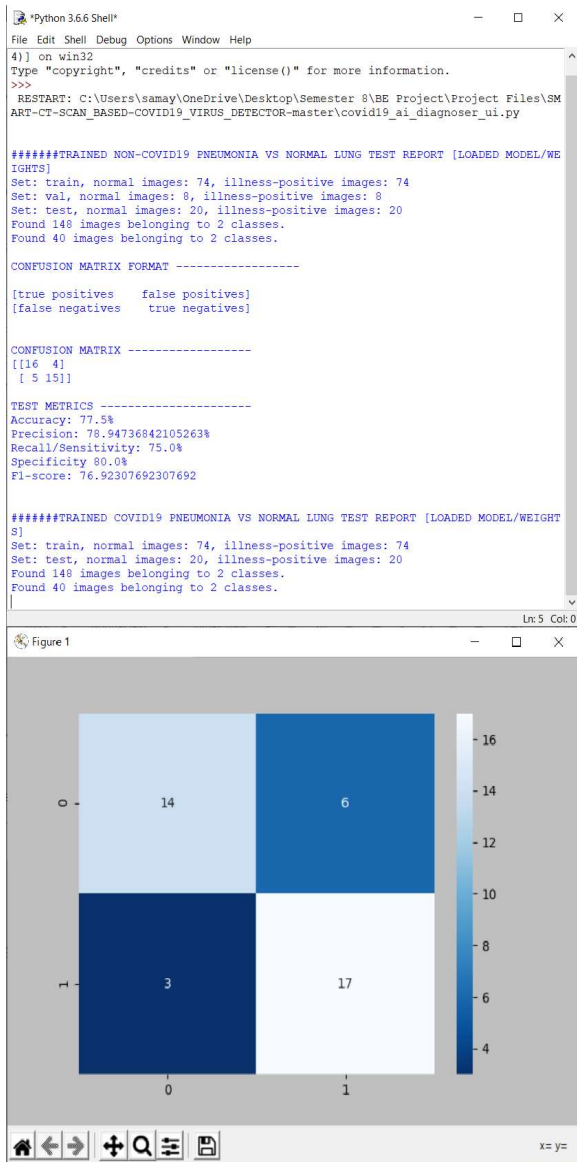 *Python 3.6.6 Shell*
File Edit Shell Debug Options Window Help
4)] on win32
Type "copyright", "credits" or "license()" for more information.
>>>
RESTART: C:\Users\samay\OneDrive\Desktop\Semester 8\BE Project\Project Files\SM
ART-CT-SCAN_BASED-COVID19_VIRUS_DETECTOR-master\covid19_ai_diagnoser_ui.py
#######TRAINED NON-COVID19 PNEUMONIA VS NORMAL LUNG TEST REPORT [LOADED MODEL/WE
IGHTS]
Set: train, normal images: 74, illness-positive images: 74
Set: val, normal images: 8, illness-positive images: 8
Set: test, normal images: 20, illness-positive images: 20
Found 148 images belonging to 2 classes.
Found 40 images belonging to 2 classes.
CONFUSION MATRIX FORMAT ------------------
[true positives    false positives]
[false negatives    true negatives]
CONFUSION MATRIX ------------------
[[16  4]
[ 5 15]]
TEST METRICS ----------------------
Accuracy: 77.5%
Precision: 78.94736842105263%
Recall/Sensitivity: 75.0%
Specificity 80.0%
F1-score: 76.92307692307692
#######TRAINED COVID19 PNEUMONIA VS NORMAL LUNG TEST REPORT [LOADED MODEL/WEIGHT
S]
Set: train, normal images: 74, illness-positive images: 74
Set: test, normal images: 20, illness-positive images: 20
Found 148 images belonging to 2 classes.
Found 40 images belonging to 2 classes.
Ln: 5 Col: 0
Figure 1
0
14
6
1
3
17
0
1
16
14
12
10
8
6
4
x= y=